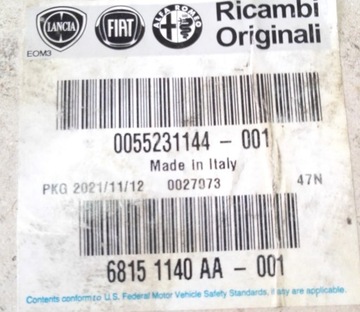 LANCIA FIAT ALFA ROMEO Ricambi
Originali
EOM3
0055231144 - 001
Made in Italy
PKG 2021/11/12 0027973 47N
6815 1140 AA - 001
Contents conform to U.S. Federal Motor Vehicle Safety Standards, if any are applicable.